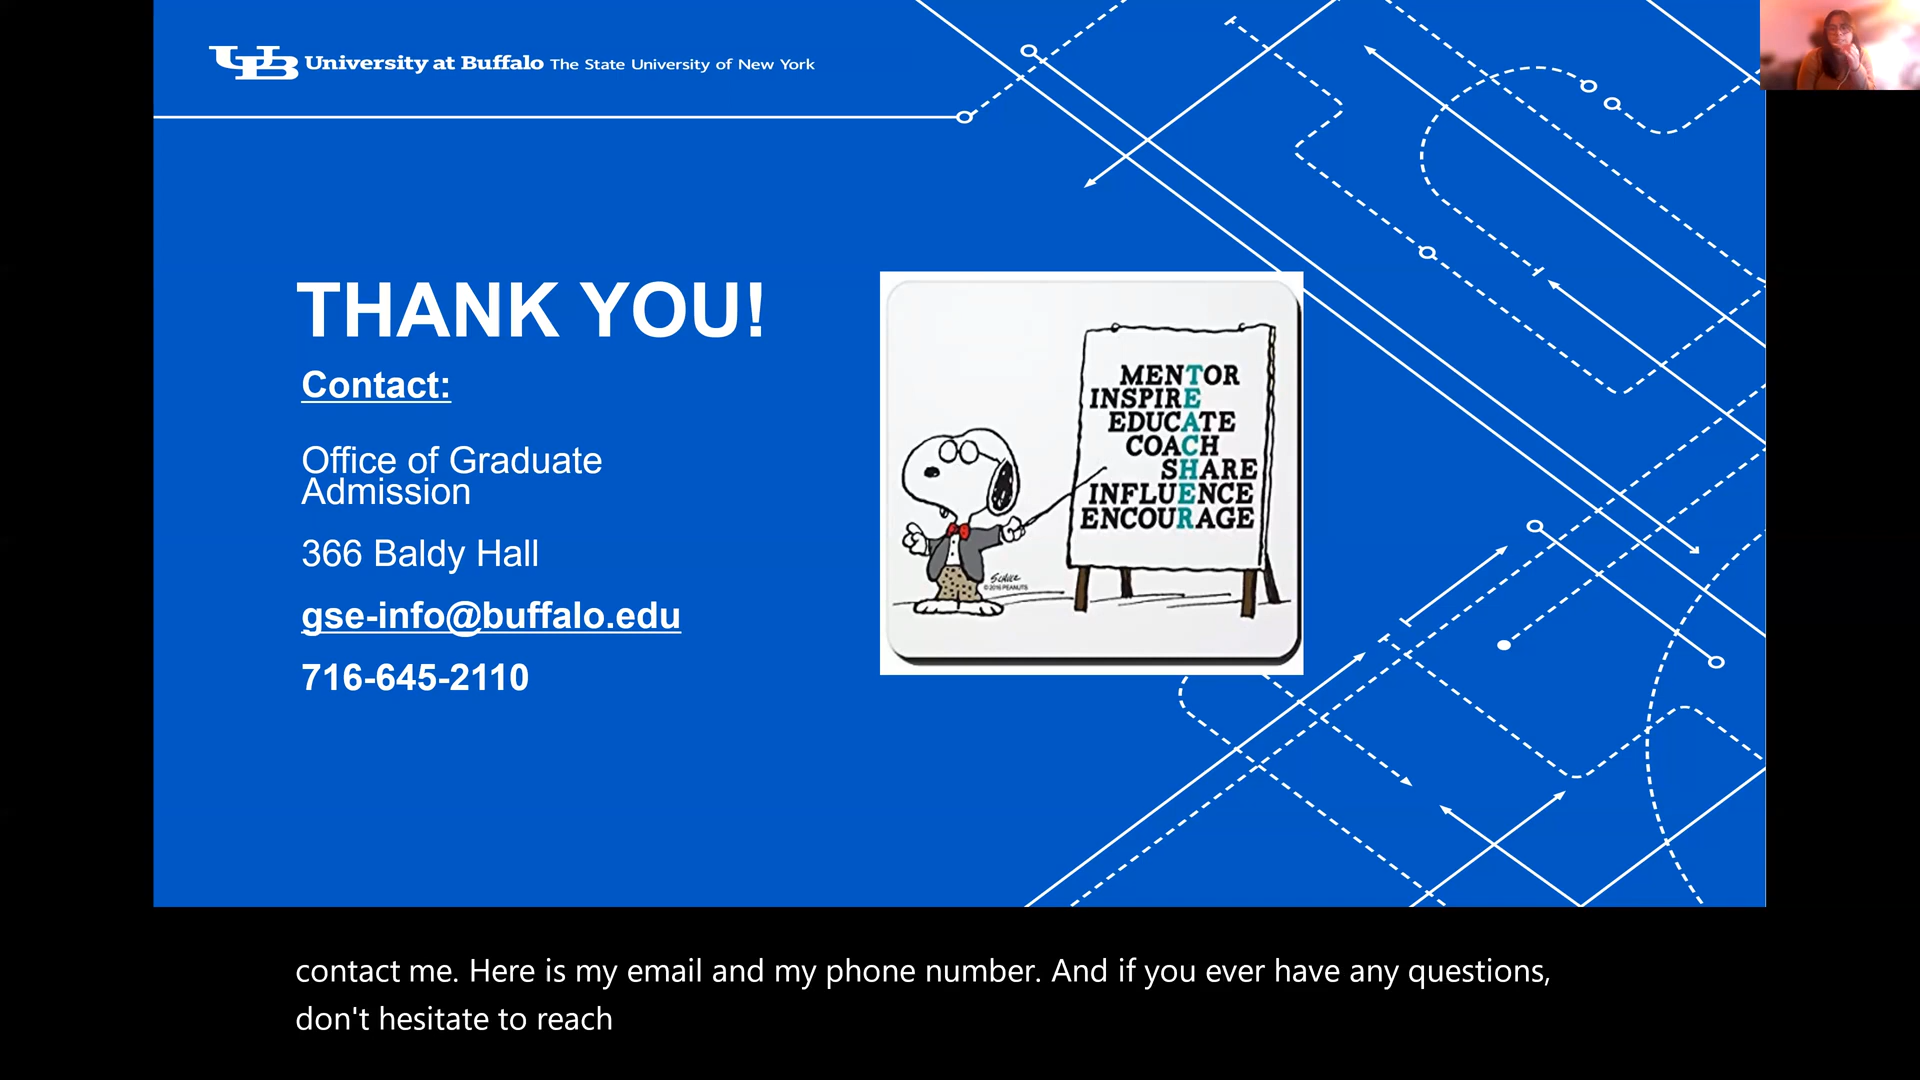 University at Buffalo The State University of New York
THANK YOU!
Contact:
Office of Graduate
Admission
366 Baldy Hall
gse-info@buffalo.edu
716-645-2110
MENTOR
INSPIRE
EDUCATE
COACH
SHARE
INFLUENCE
ENCOURAGE
© 2016 PEANUTS
contact me. Here is my email and my phone number. And if you ever have any questions,
don't hesitate to reach